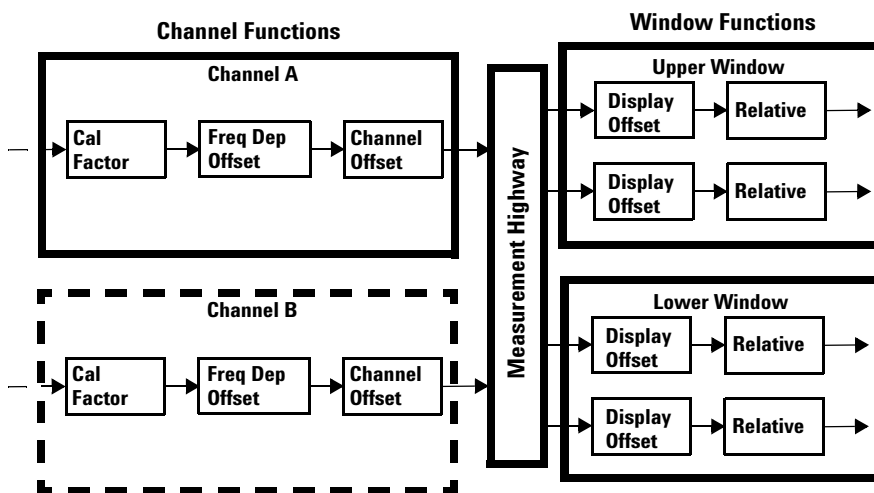 Channel Functions
Window Functions
Channel A
Cal
Factor
Freq Dep
Offset
Channel
Offset
Channel B
Cal
Factor
Freq Dep
Offset
Channel
Offset
Measurement Highway
Upper Window
Display
Offset
Relative
Display
Offset
Relative
Lower Window
Display
Offset
Relative
Display
Offset
Relative